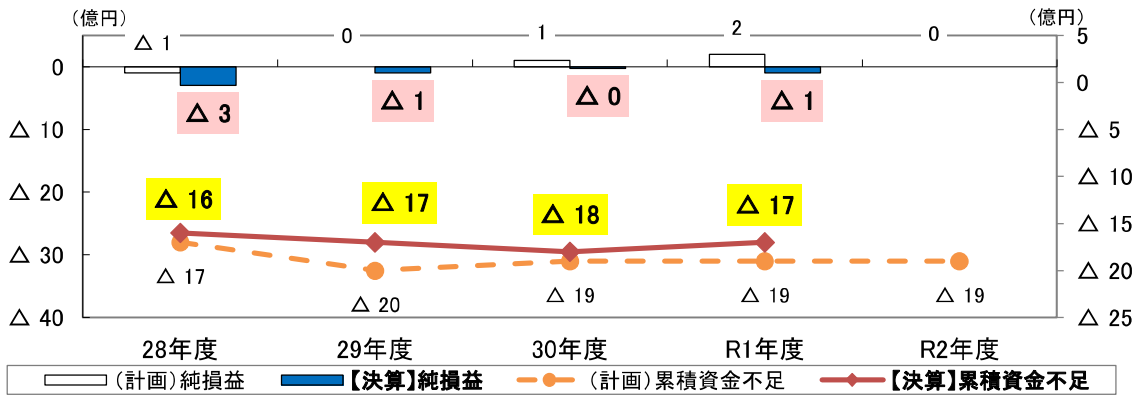 （億円） （億円）
△ 1 0 1 2 0
5
0
0
△ 3 △ 1 △ 0 △ 1
△ 10
△ 5
△ 20
△ 10
△ 16 △ 17 △ 18 △ 17
△ 30
△ 15
△ 17 △ 20 △ 19 △ 19 △ 19
△ 20
△ 40
△ 25
28年度 29年度 30年度 R1年度 R2年度
（計画）純損益 【決算】純損益 （計画）累積資金不足 【決算】累積資金不足